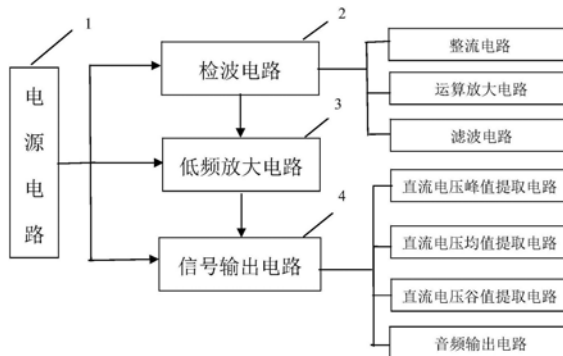 1
电源电路
2
检波电路
3
低频放大电路
4
信号输出电路
整流电路
运算放大电路
滤波电路
直流电压峰值提取电路
直流电压均值提取电路
直流电压谷值提取电路
音频输出电路